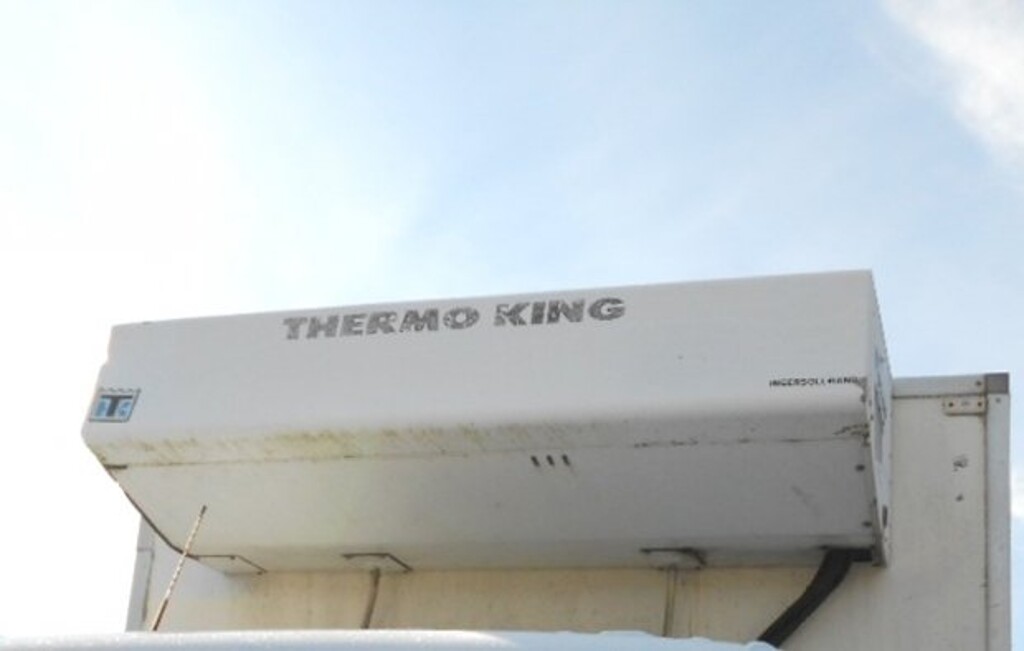 THERMO KING
INGERSOLL-RAND